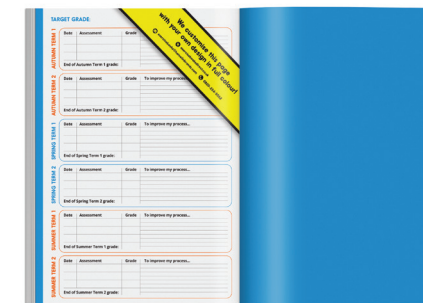 TARGET GRADE:
We customise this page
with your own design in full colour!
AUTUMN TERM 1
Date Assessment Grade To improve my process...
End of Autumn Term 1 grade:
AUTUMN TERM 2
Date Assessment Grade To improve my process...
End of Autumn Term 2 grade:
SPRING TERM 1
Date Assessment Grade To improve my process...
End of Spring Term 1 grade:
SPRING TERM 2
Date Assessment Grade To improve my process...
End of Spring Term 2 grade:
SUMMER TERM 1
Date Assessment Grade To improve my process...
End of Summer Term 1 grade:
SUMMER TERM 2
Date Assessment Grade To improve my process...
End of Summer Term 2 grade: